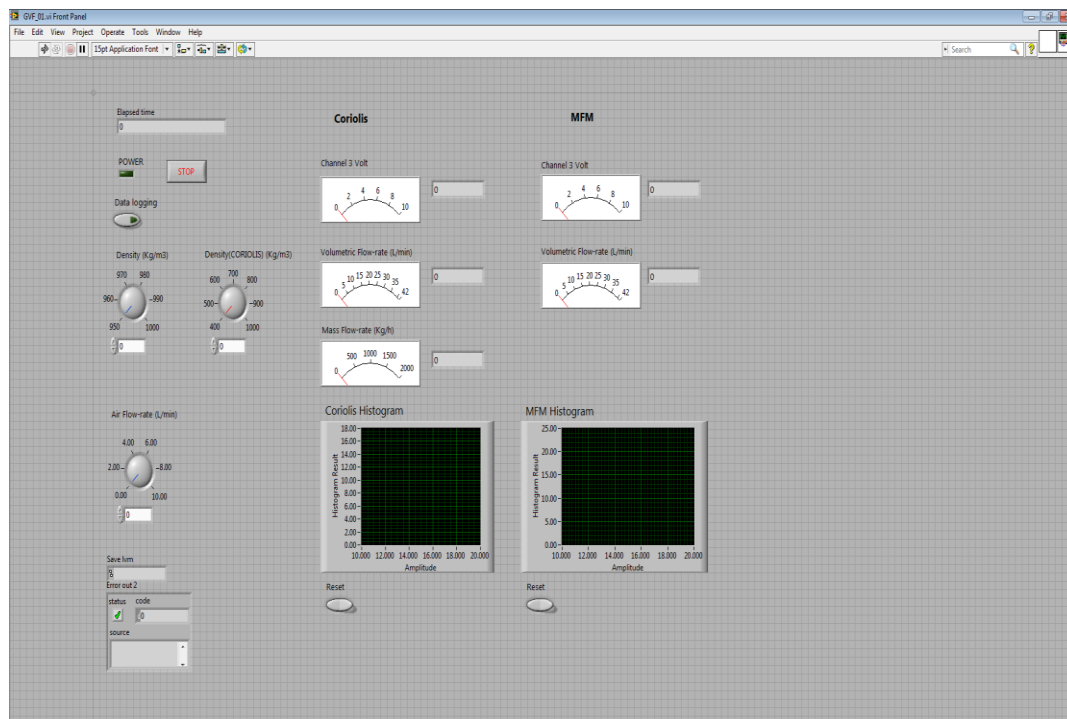 GVF_01.vi Front Panel
File Edit View Project Operate Tools Window Help
15pt Application Font
Search
Elapsed time
0
POWER
STOP
Data logging
Density (Kg/m3)
970 980
960 990
950 1000
0
Density(CORIOLIS) (Kg/m3)
600 700 800
500 900
400 1000
0
Air Flow-rate (L/min)
4.00 6.00
2.00 8.00
0.00 10.00
0
Save lvm
Error out 2
status code
0
source
Coriolis
Channel 3 Volt
0 2 4 6 8 10
0
Volumetric Flow-rate (L/min)
0 5 10 15 20 25 30 35 42
0
Mass Flow-rate (Kg/h)
0 500 1000 1500 2000
0
Coriolis Histogram
18.00
16.00
14.00
12.00
10.00
8.00
6.00
4.00
2.00
0.00
Histogram Result
10.000 12.000 14.000 16.000 18.000 20.000
Amplitude
Reset
MFM
Channel 3 Volt
0 2 4 6 8 10
0
Volumetric Flow-rate (L/min)
0 5 10 15 20 25 30 35 42
0
MFM Histogram
25.00
20.00
15.00
10.00
5.00
0.00
Histogram Result
10.000 12.000 14.000 16.000 18.000 20.000
Amplitude
Reset